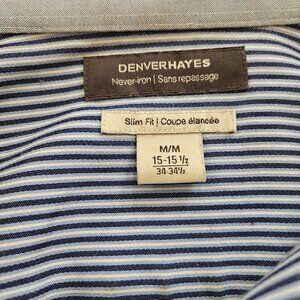 DENVERHAYES
Never-iron | Sans repassage
Slim Fit | Coupe élancée
M/M
15-15 ½
34-34½